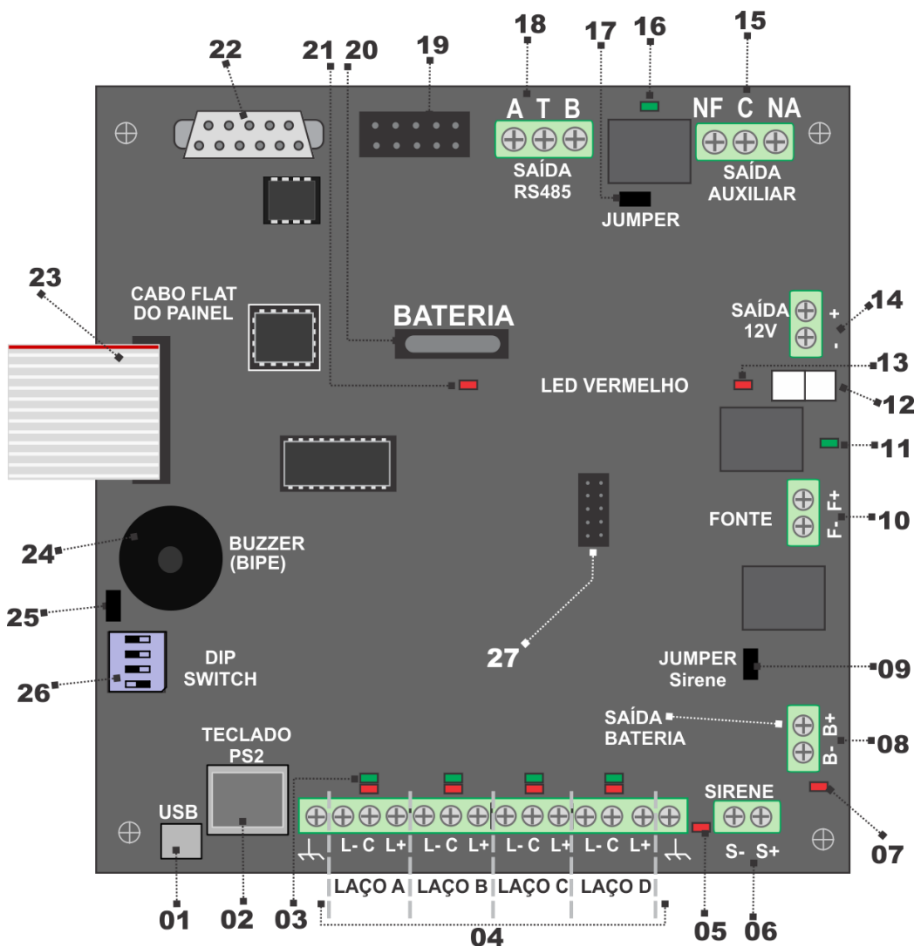 22
21
20
19
18
17
16
15
A T B
NF C NA
SAÍDA
RS485
SAÍDA
AUXILIAR
JUMPER
23
CABO FLAT
DO PAINEL
BATERIA
SAÍDA
12V
+
-
14
13
LED VERMELHO
12
11
FONTE
F- F+
10
24
BUZZER
(BIPE)
25
27
JUMPER
Sirene
09
26
DIP
SWITCH
SAÍDA
BATERIA
B- B+
08
TECLADO
PS2
USB
SIRENE
07
L- C L+ L- C L+ L- C L+ L- C L+
S- S+
LAÇO A LAÇO B LAÇO C LAÇO D
01
02
03
04
05
06